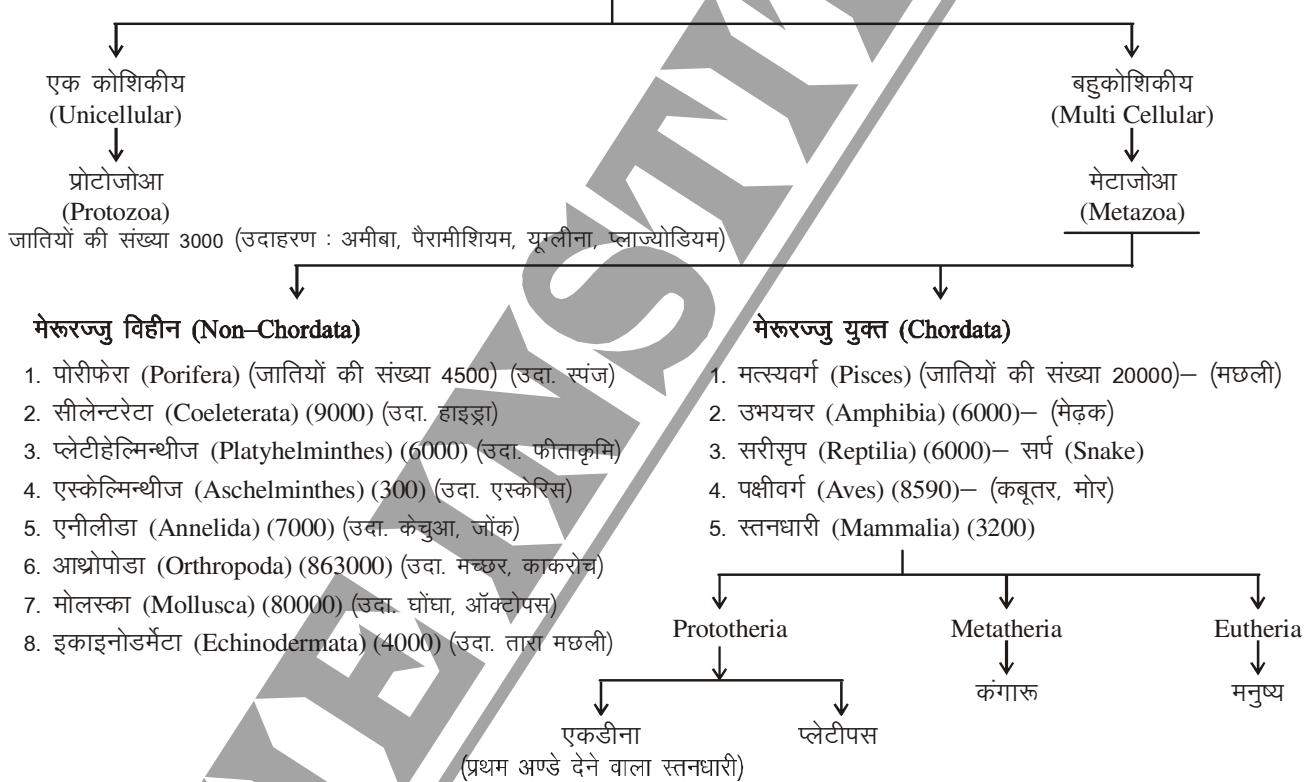 एक कोशिकीय
(Unicellular)
प्रोटोजोआ
(Protozoa)
जातियों की संख्या 3000 (उदाहरण : अमीबा, पैरामीशियम, यूग्लीना, प्लाज्योडियम)
बहुकोशिकीय
(Multi Cellular)
मेटाजोआ
(Metazoa)
मेरूरज्जु विहीन (Non–Chordata)
1. पोरीफेरा (Porifera) (जातियों की संख्या 4500) (उदा. स्पंज)
2. सीलेन्टरेटा (Coeleterata) (9000) (उदा. हाइड्रा)
3. प्लेटीहेल्मिन्थीज (Platyhelminthes) (6000) (उदा. फीताकृमि)
4. एस्केल्मिन्थीज (Aschelminthes) (300) (उदा. एस्केरिस)
5. एनीलीडा (Annelida) (7000) (उदा. केचुआ, जोंक)
6. आथ्रोपोडा (Orthropoda) (863000) (उदा. मच्छर, काकरोच)
7. मोलस्का (Mollusca) (80000) (उदा. घोंघा, ऑक्टोपस)
8. इकाइनोडर्मेटा (Echinodermata) (4000) (उदा. तारा मछली)
मेरूरज्जु युक्त (Chordata)
1. मत्स्यवर्ग (Pisces) (जातियों की संख्या 20000)– (मछली)
2. उभयचर (Amphibia) (6000)– (मेढ़क)
3. सरीसृप (Reptilia) (6000)– सर्प (Snake)
4. पक्षीवर्ग (Aves) (8590)– (कबूतर, मोर)
5. स्तनधारी (Mammalia) (3200)
Prototheria
Metatheria
Eutheria
कंगारू
मनुष्य
एकडीना
प्लेटीपस
(प्रथम अण्डे देने वाला स्तनधारी)